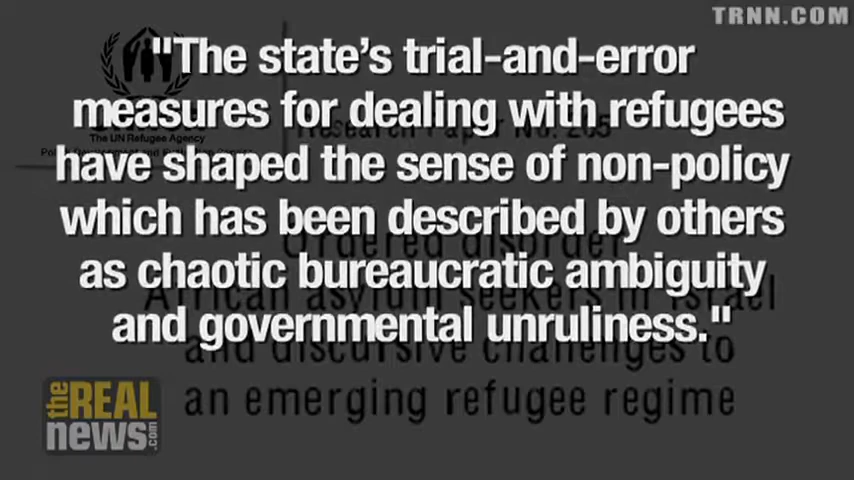 TRNN.COM
"The state's trial-and-error
measures for dealing with refugees
have shaped the sense of non-policy
which has been described by others
as chaotic bureaucratic ambiguity
and governmental unruliness."
The UN Refugee Agency
Research Paper No. 205
Ordered disorder
African asylum seekers in Israel
and discursive challenges to
an emerging refugee regime
the REAL
news.com